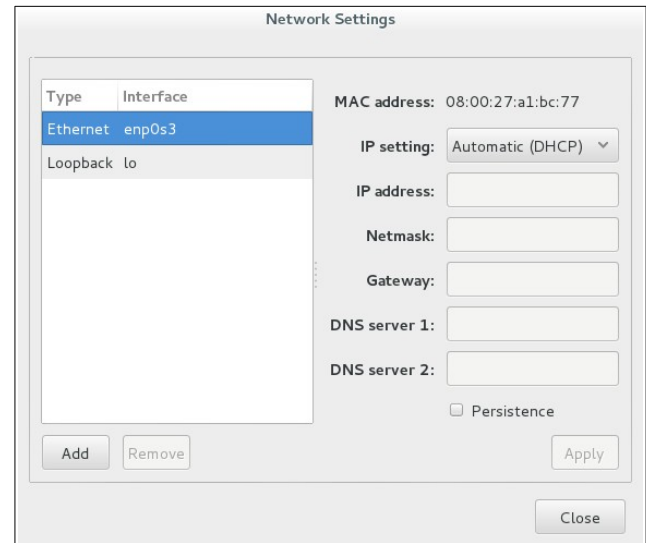 Network Settings
Type Interface
Ethernet enp0s3
Loopback lo
MAC address: 08:00:27:a1:bc:77
IP setting: Automatic (DHCP)
IP address:
Netmask:
Gateway:
DNS server 1:
DNS server 2:
Persistence
Add Remove
Apply
Close